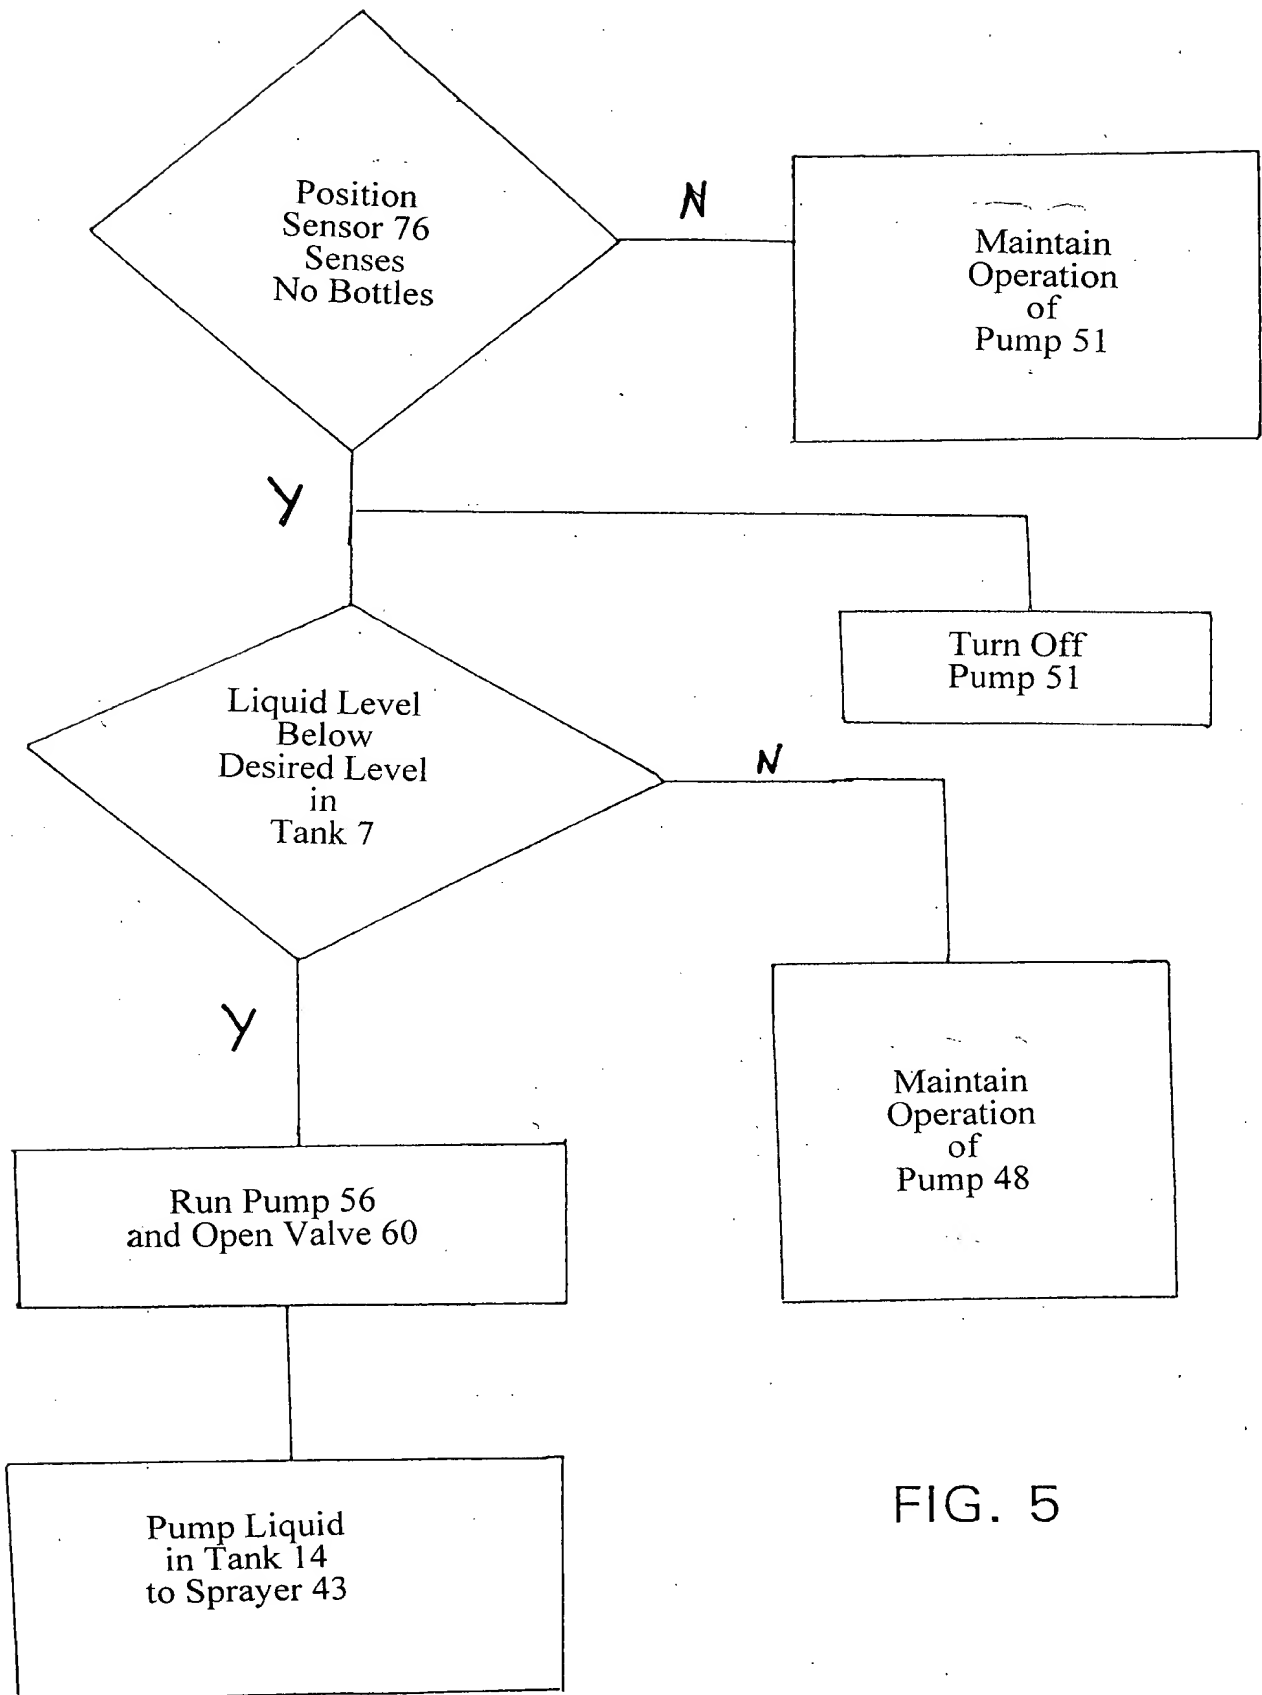 Position
Sensor 76
Senses
No Bottles
N
Maintain
Operation
of
Pump 51
Y
Turn Off
Pump 51
Liquid Level
Below
Desired Level
in
Tank 7
N
Y
Maintain
Operation
of
Pump 48
Run Pump 56
and Open Valve 60
Pump Liquid
in Tank 14
to Sprayer 43
FIG. 5